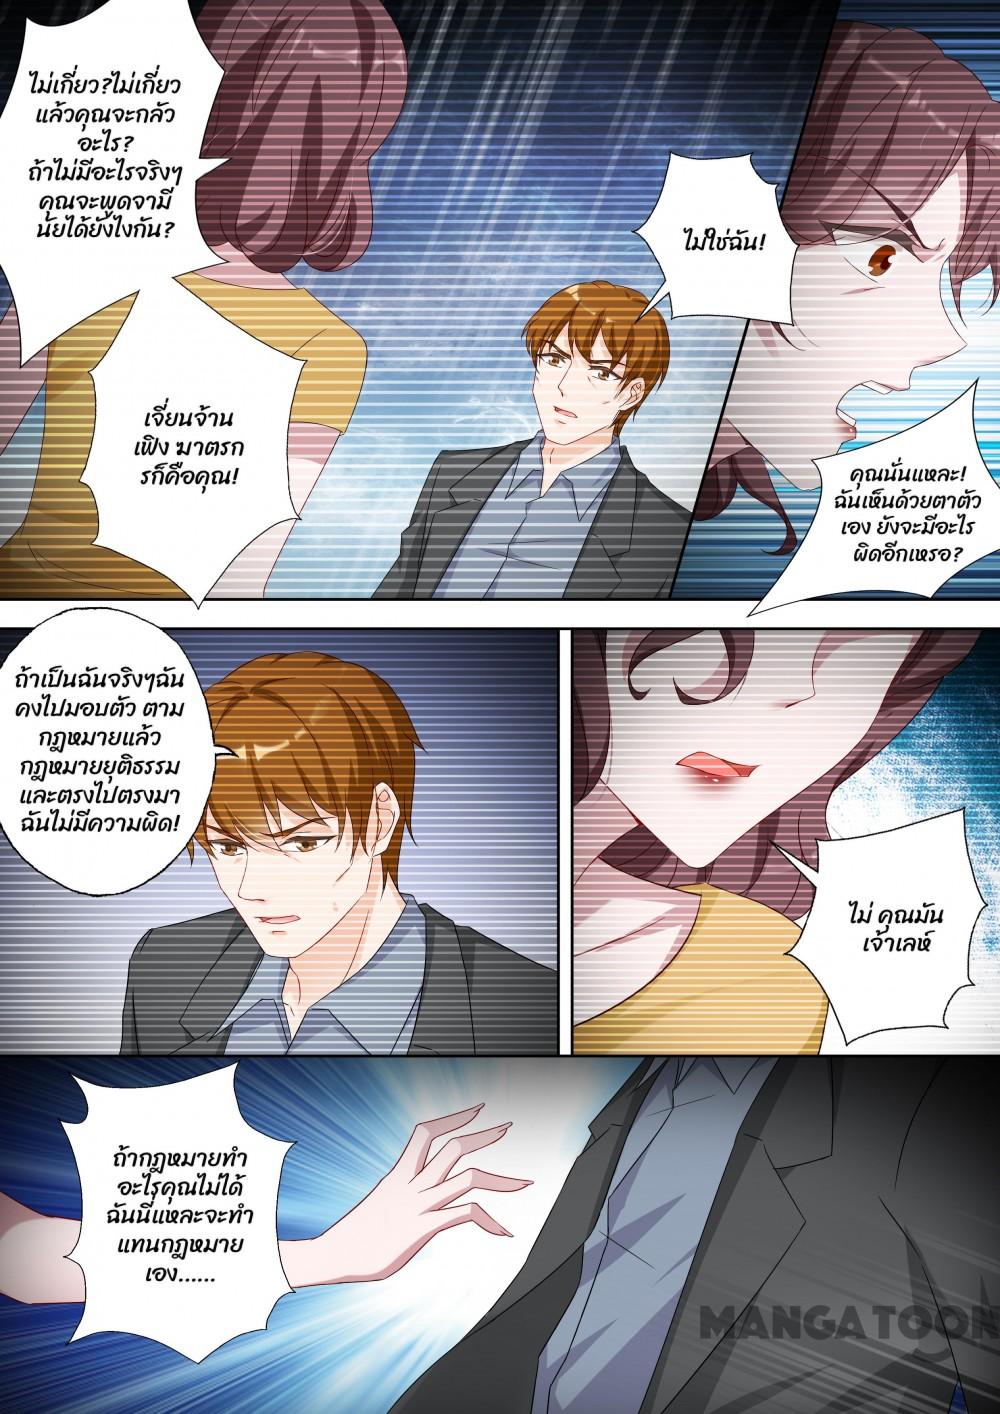 ไม่เกี่ยว?ไม่เกี่ยว
แล้วคุณจะกลัว
อะไร?
ถ้าไม่มีอะไรจริงๆ
คุณจะพูดจามี
นัยได้ยังไงกัน?
ไม่ใช่ฉัน!
เจี่ยนจ้าน
เฟิง ฆาตรก
รก็คือคุณ!
คุณนั่นแหละ!
ฉันเห็นด้วยตาตัว
เอง ยังจะมีอะไร
ผิดอีกเหรอ?
ถ้าเป็นฉันจริงๆฉัน
คงไปมอบตัว ตาม
กฎหมายแล้ว
กฎหมายยุติธรรม
และตรงไปตรงมา
ฉันไม่มีความผิด!
ไม่ คุณมัน
เจ้าเลห์
ถ้ากฎหมายทำ
อะไรคุณไม่ได้
ฉันนี่แหละจะทำ
แทนกฎหมาย
เอง......
MANGATOON